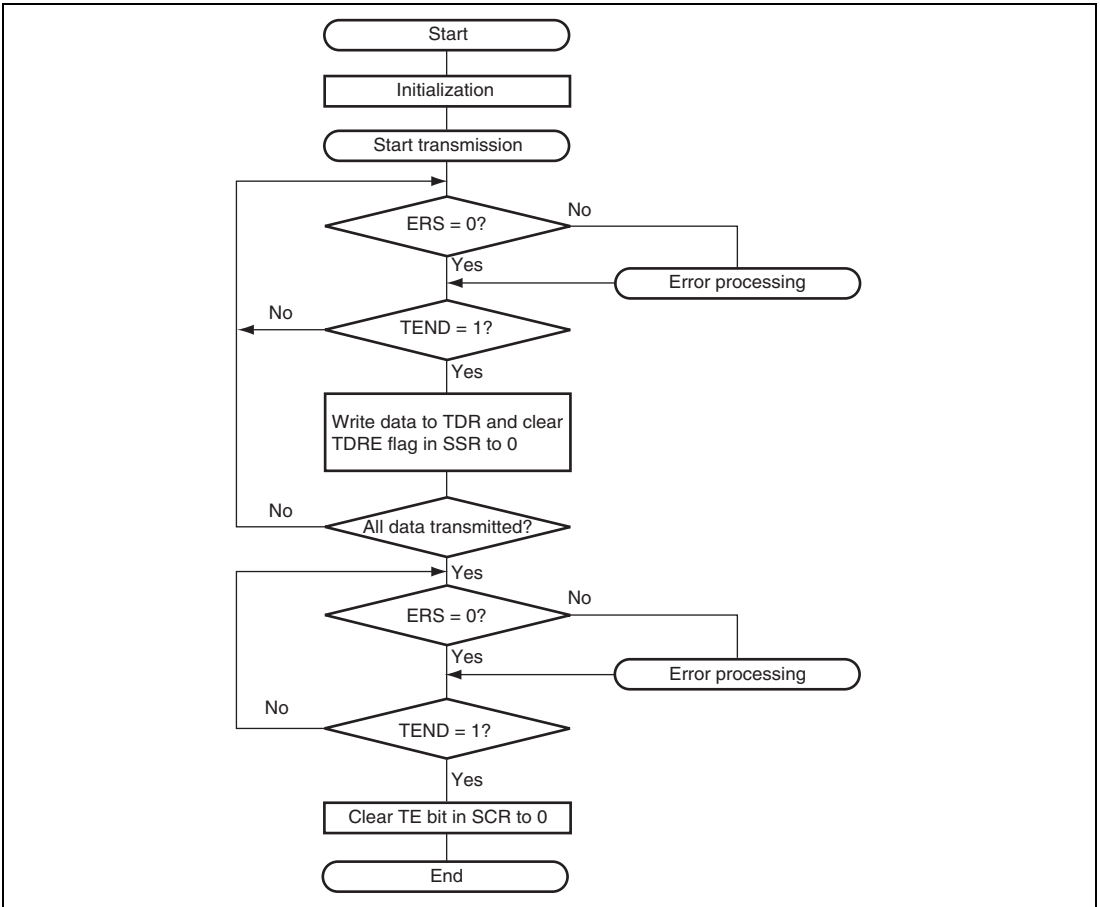 Start
Initialization
Start transmission
ERS = 0?
No
Yes
Error processing
No
TEND = 1?
Yes
Write data to TDR and clear
TDRE flag in SSR to 0
No
All data transmitted?
Yes
ERS = 0?
No
Yes
Error processing
No
TEND = 1?
Yes
Clear TE bit in SCR to 0
End